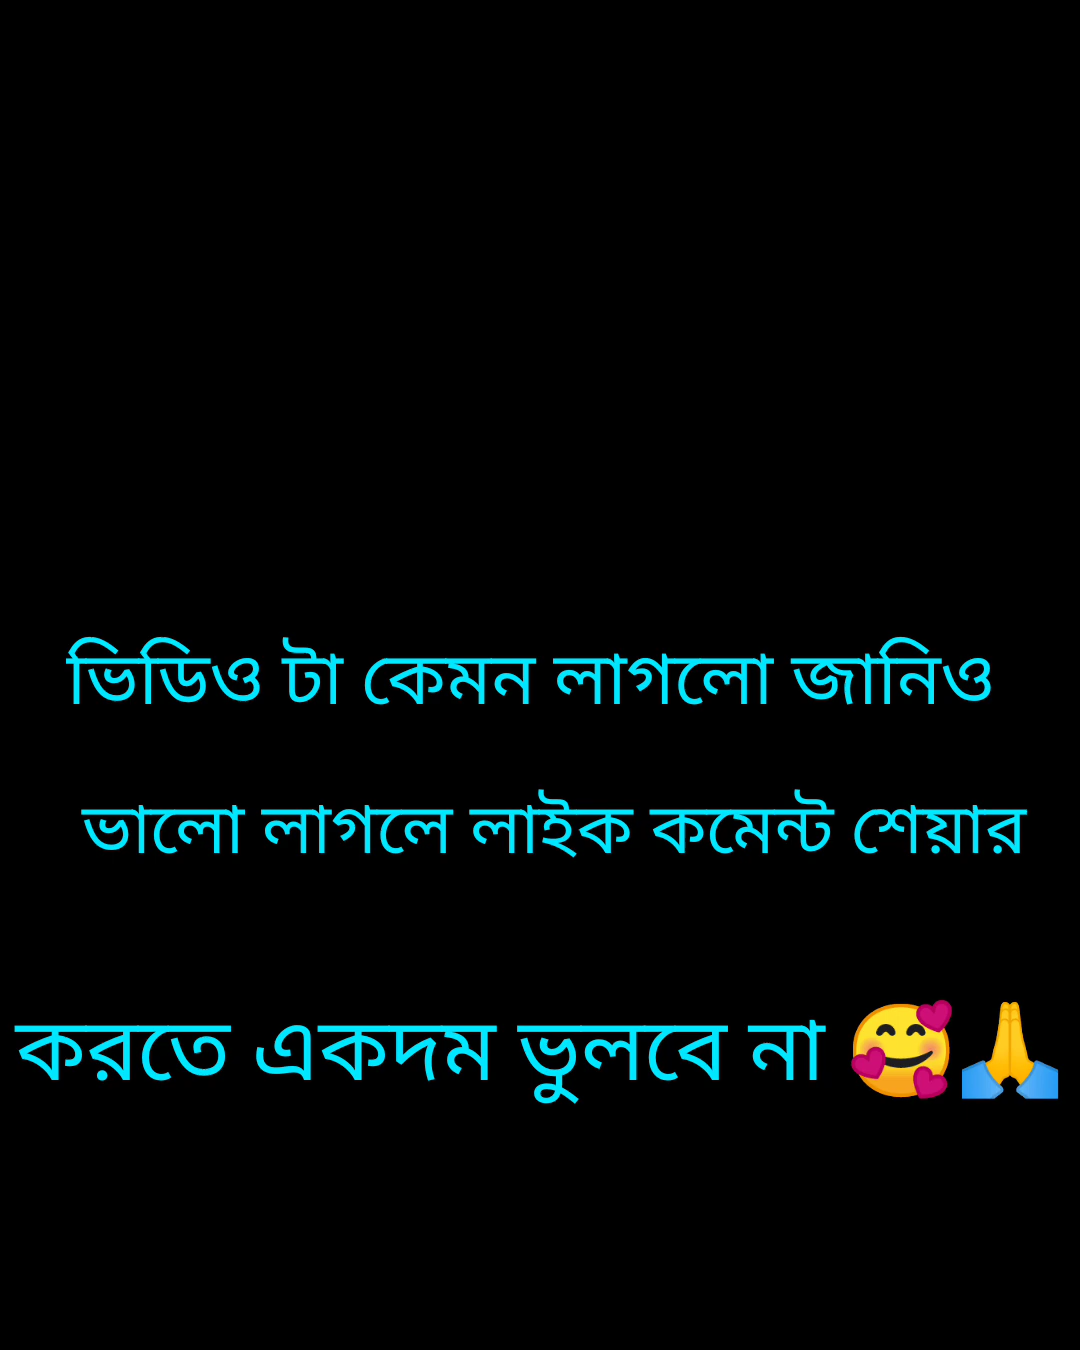 ভিডিও টা কেমন লাগলো জানিও
ভালো লাগলে লাইক কমেন্ট শেয়ার
করতে একদম ভুলবে না 🥰🙏